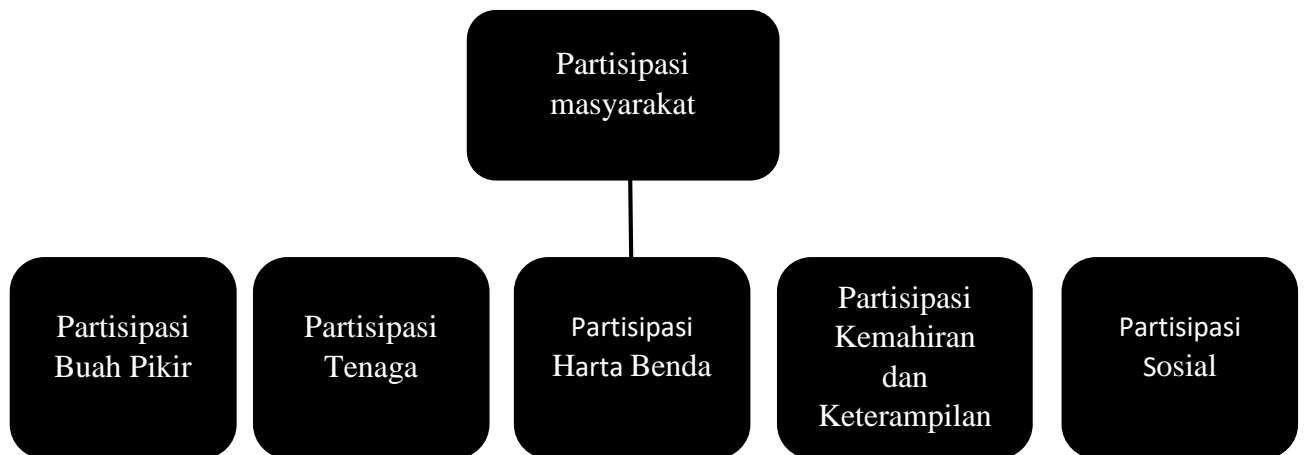 Partisipasi
masyarakat
Partisipasi
Buah Pikir
Partisipasi
Tenaga
Partisipasi
Harta Benda
Partisipasi
Kemahiran
dan
Keterampilan
Partisipasi
Sosial